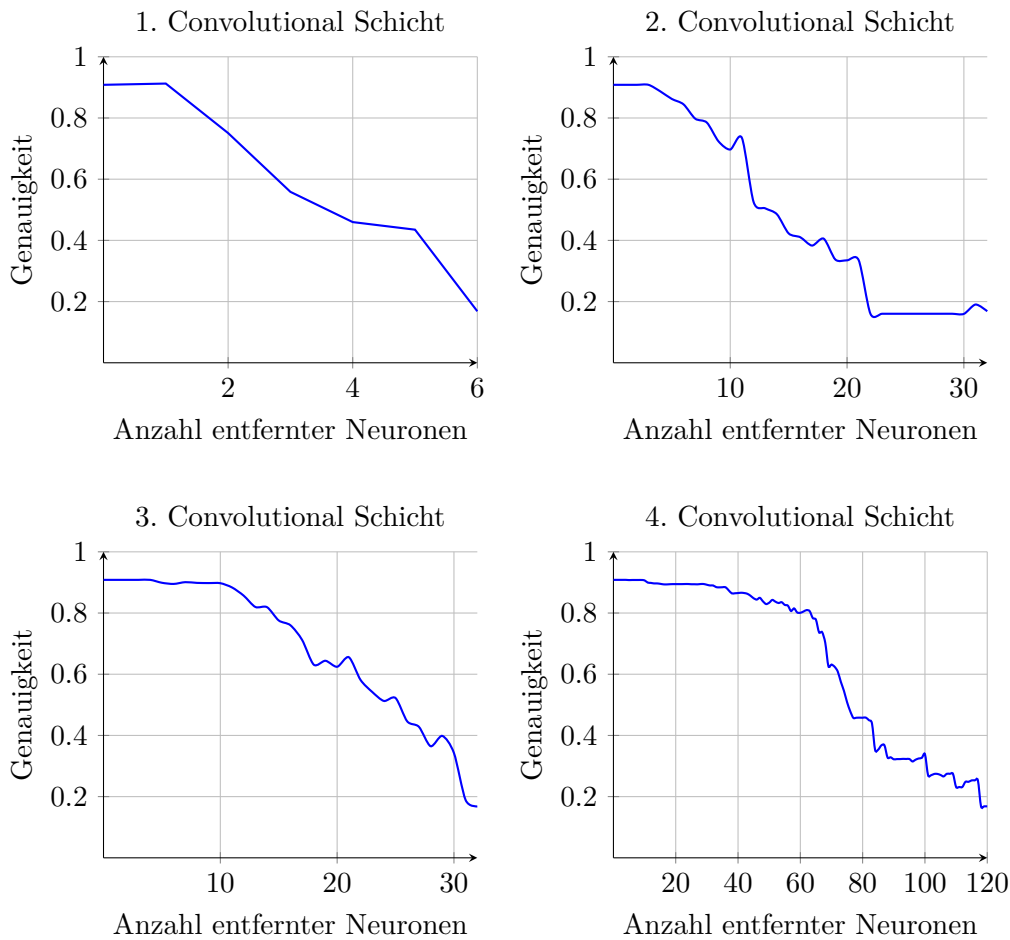 1. Convolutional Schicht
1
0.8
0.6
0.4
0.2
Genauigkeit
2 4 6
Anzahl entfernter Neuronen
2. Convolutional Schicht
1
0.8
0.6
0.4
0.2
Genauigkeit
10 20 30
Anzahl entfernter Neuronen
3. Convolutional Schicht
1
0.8
0.6
0.4
0.2
Genauigkeit
10 20 30
Anzahl entfernter Neuronen
4. Convolutional Schicht
1
0.8
0.6
0.4
0.2
Genauigkeit
20 40 60 80 100 120
Anzahl entfernter Neuronen